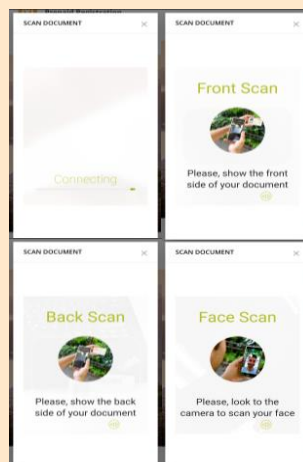 SCAN DOCUMENT
Connecting
SCAN DOCUMENT
Front Scan
Please, show the front
side of your document
SCAN DOCUMENT
Back Scan
Please, show the back
side of your document
SCAN DOCUMENT
Face Scan
Please, look to the
camera to scan your face